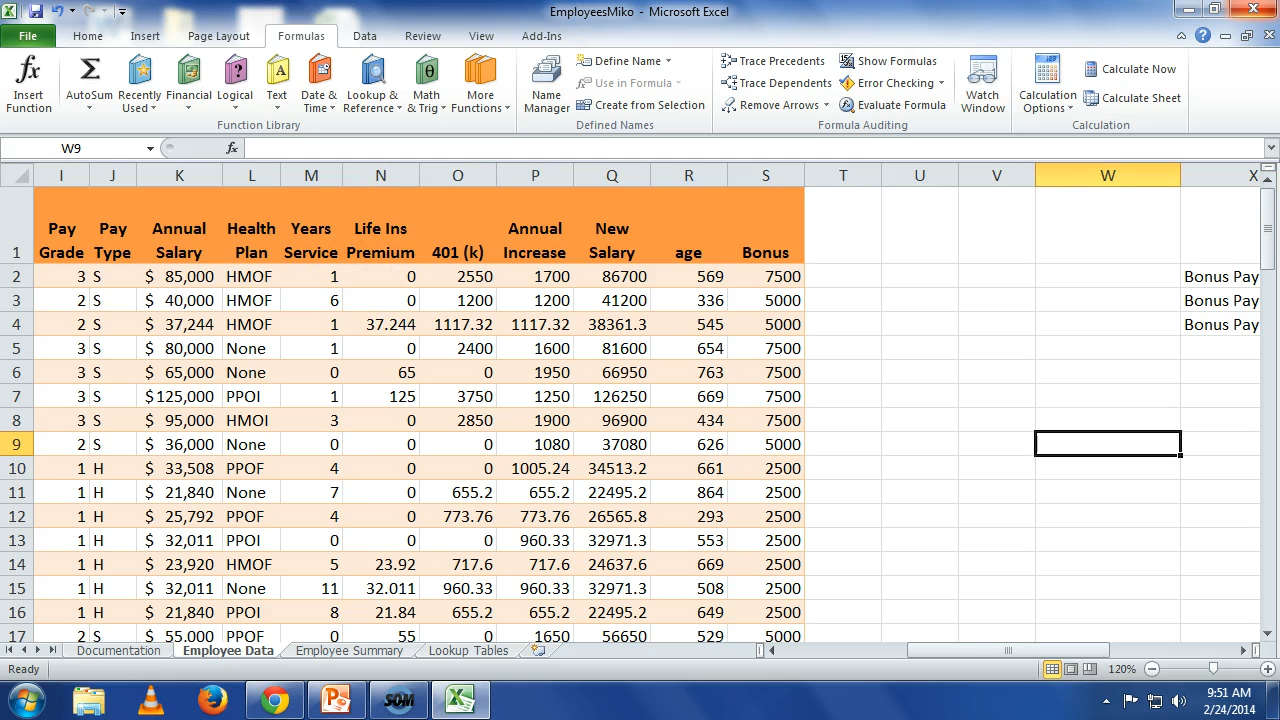 EmployeesMiko - Microsoft Excel
File Home Insert Page Layout Formulas Data Review View Add-Ins
Insert Function
AutoSum
Recently Used
Financial
Logical
Text
Date & Time
Lookup & Reference
Math & Trig
More Functions
Function Library
Name Manager
Define Name
Use in Formula
Create from Selection
Defined Names
Trace Precedents
Trace Dependents
Remove Arrows
Show Formulas
Error Checking
Evaluate Formula
Formula Auditing
Watch Window
Calculation Options
Calculate Now
Calculate Sheet
Calculation
W9 fx
I J K L M N O P Q R S T U V W X
1 Pay Grade Pay Type Annual Salary Health Plan Years Service Life Ins Premium 401 (k) Annual Increase New Salary age Bonus
2 3 S $ 85,000 HMOF 1 0 2550 1700 86700 569 7500 Bonus Pay
3 2 S $ 40,000 HMOF 6 0 1200 1200 41200 336 5000 Bonus Pay
4 2 S $ 37,244 HMOF 1 37.244 1117.32 1117.32 38361.3 545 5000 Bonus Pay
5 3 S $ 80,000 None 1 0 2400 1600 81600 654 7500
6 3 S $ 65,000 None 0 65 0 1950 66950 763 7500
7 3 S $125,000 PPOI 1 125 3750 1250 126250 669 7500
8 3 S $ 95,000 HMOI 3 0 2850 1900 96900 434 7500
9 2 S $ 36,000 None 0 0 0 1080 37080 626 5000
10 1 H $ 33,508 PPOF 4 0 0 1005.24 34513.2 661 2500
11 1 H $ 21,840 None 7 0 655.2 655.2 22495.2 864 2500
12 1 H $ 25,792 PPOF 4 0 773.76 773.76 26565.8 293 2500
13 1 H $ 32,011 PPOI 0 0 0 960.33 32971.3 553 2500
14 1 H $ 23,920 HMOF 5 23.92 717.6 717.6 24637.6 669 2500
15 1 H $ 32,011 None 11 32.011 960.33 960.33 32971.3 508 2500
16 1 H $ 21,840 PPOI 8 21.84 655.2 655.2 22495.2 649 2500
17 2 S $ 55,000 PPOF 0 55 0 1650 56650 529 5000
Documentation Employee Data Employee Summary Lookup Tables
Ready 120%
SQM
9:51 AM
2/24/2014